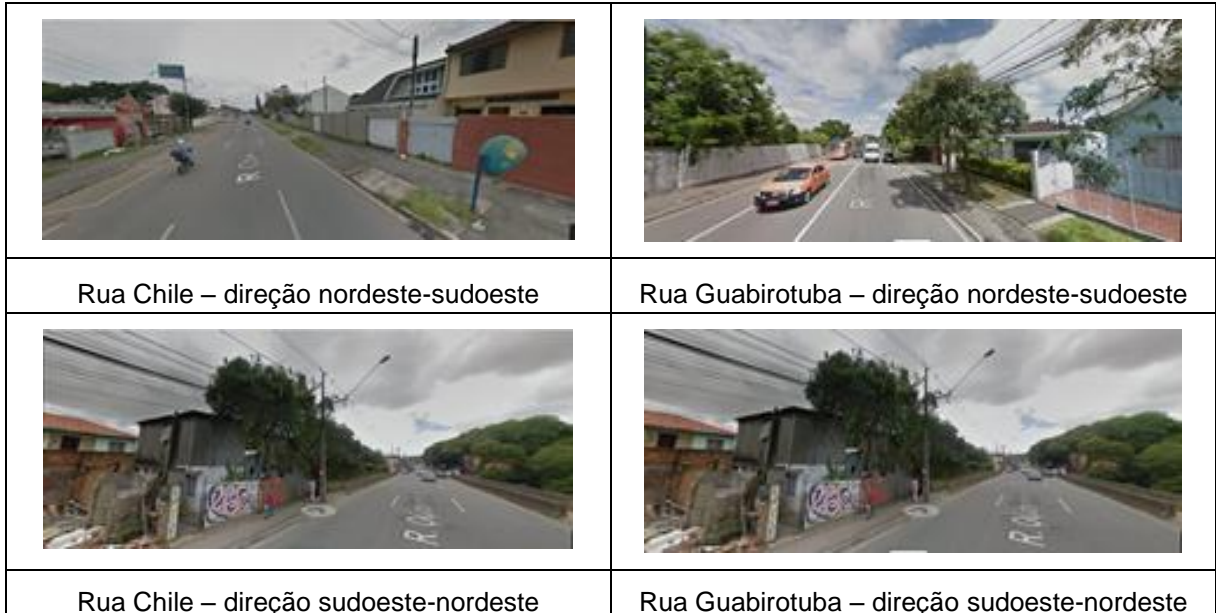 Rua Chile – direção nordeste-sudoeste
Rua Guabirotuba – direção nordeste-sudoeste
Rua Chile – direção sudoeste-nordeste
Rua Guabirotuba – direção sudoeste-nordeste